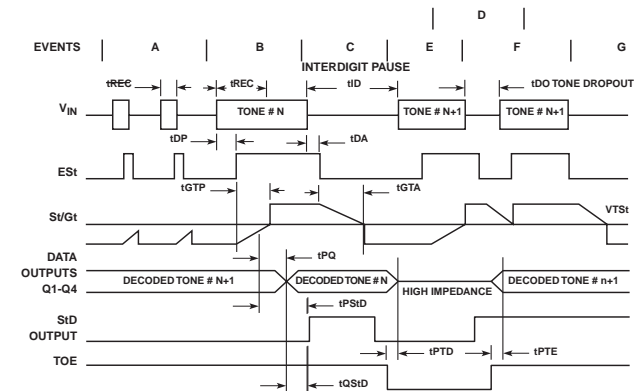 D
EVENTS A B C E F G
INTERDIGIT PAUSE
tREC tREC tID tDO TONE DROPOUT
VIN TONE # N TONE # N+1 TONE # N+1
tDP tDA
ESt
tGTP tGTA
St/Gt VTSt
DATA
OUTPUTS
Q1-Q4
tPQ
DECODED TONE # N+1 DECODED TONE # N HIGH IMPEDANCE DECODED TONE # n+1
tPStD
StD
OUTPUT
tPTD tPTE
TOE
tQStD